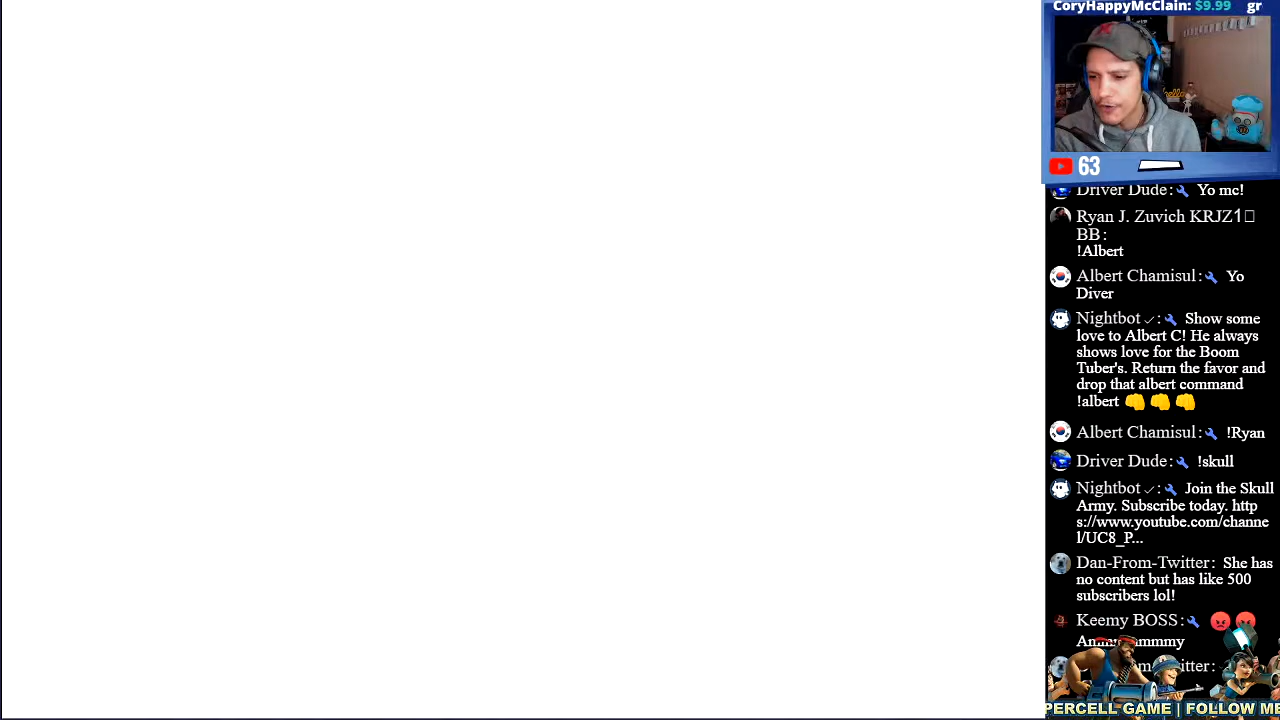 CoryHappyMcClain: $9.99 gr
hello
63
Driver Dude: Yo mc!
Ryan J. Zuvich KRJZ1
BB:
!Albert
Albert Chamisul: Yo
Diver
Nightbot ✓: Show some
love to Albert C! He always
shows love for the Boom
Tuber's. Return the favor and
drop that albert command
!albert 👊 👊 👊
Albert Chamisul: !Ryan
Driver Dude: !skull
Nightbot ✓: Join the Skull
Army. Subscribe today. http
s://www.youtube.com/channe
l/UC8_P...
Dan-From-Twitter: She has
no content but has like 500
subscribers lol!
Keemy BOSS: 😡 😡
PERCELL GAME | FOLLOW ME